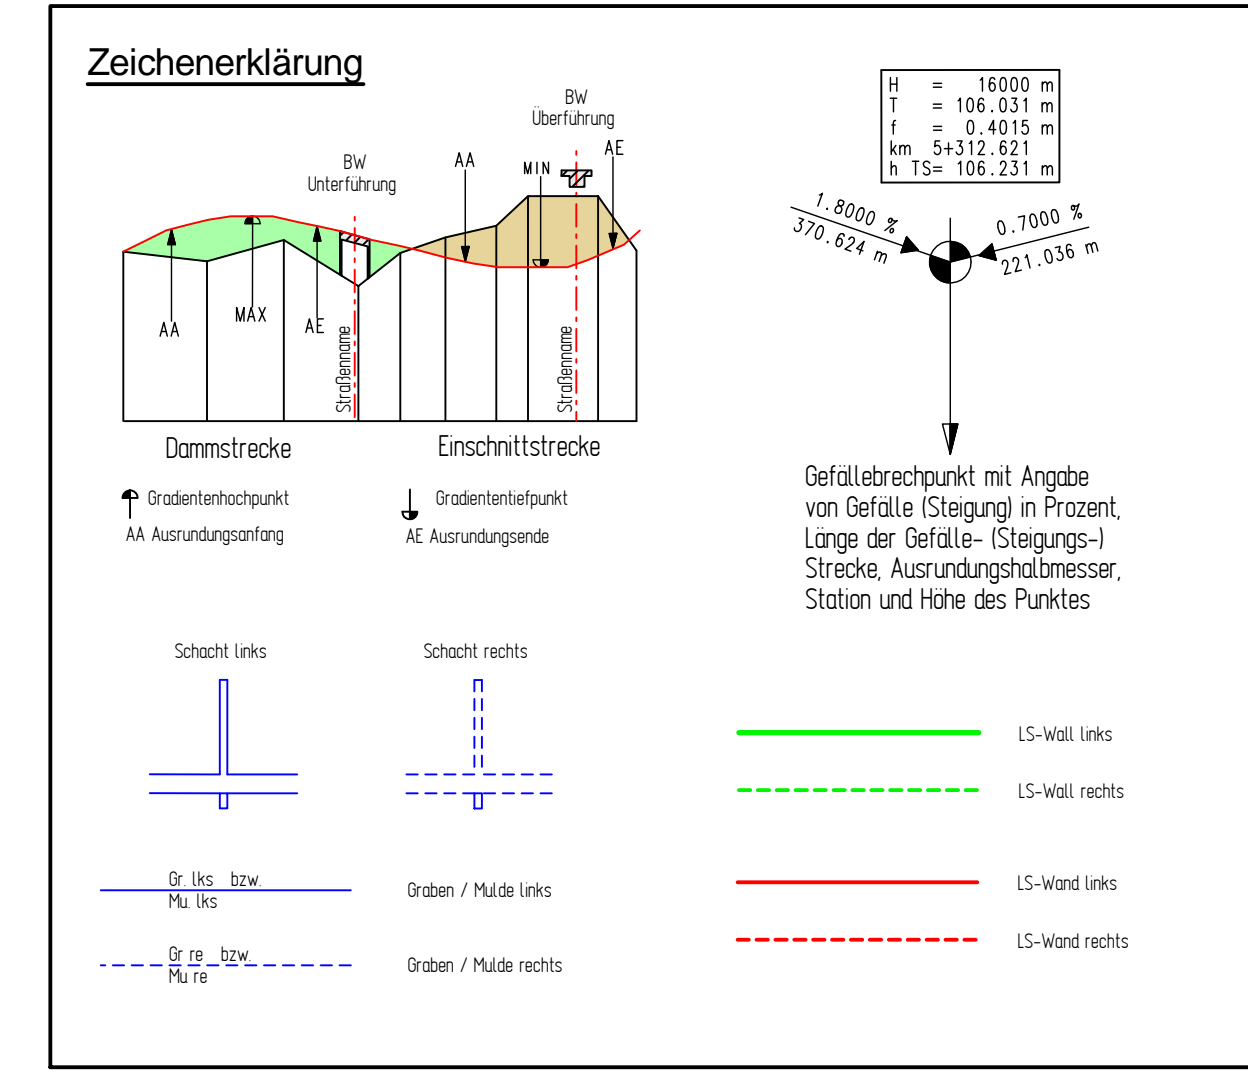 Zeichenerklärung
BW
Überführung
BW
Unterführung
AA
MIN
AE
AA
MAX
AE
Straßenname
Straßenname
Dammstrecke
Einschnittstrecke
Gradientenhochpunkt
Gradiententiefpunkt
AA Ausrundungsanfang
AE Ausrundungsende
H = 16000 m
T = 106.031 m
f = 0.4015 m
km 5+312.621
h TS= 106.231 m
1.8000 %
370.624 m
0.7000 %
221.036 m
Gefällebrechpunkt mit Angabe
von Gefälle (Steigung) in Prozent,
Länge der Gefälle- (Steigungs-)
Strecke, Ausrundungshalbmesser,
Station und Höhe des Punktes
Schacht links
Schacht rechts
LS-Wall links
LS-Wall rechts
Gr. lks bzw.
Mu. lks
Graben / Mulde links
LS-Wand links
Gr re bzw.
Mu re
Graben / Mulde rechts
LS-Wand rechts